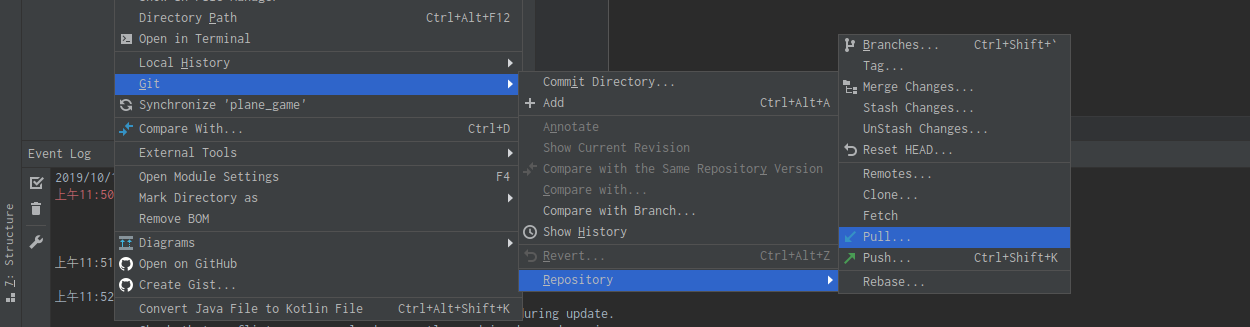 Directory Path Ctrl+Alt+F12
Open in Terminal
Local History
Git
Synchronize 'plane_game'
Compare With... Ctrl+D
External Tools
Open Module Settings F4
Mark Directory as
Remove BOM
Diagrams
Open on GitHub
Create Gist...
Convert Java File to Kotlin File Ctrl+Alt+Shift+K
Commit Directory...
Add Ctrl+Alt+A
Annotate
Show Current Revision
Compare with the Same Repository Version
Compare with...
Compare with Branch...
Show History
Revert... Ctrl+Alt+Z
Repository
Branches... Ctrl+Shift+`
Tag...
Merge Changes...
Stash Changes...
UnStash Changes...
Reset HEAD...
Remotes...
Clone...
Fetch
Pull...
Push... Ctrl+Shift+K
Rebase...
Event Log
2019/10/
上午11:50
上午11:51
上午11:52
during update.
Z: Structure